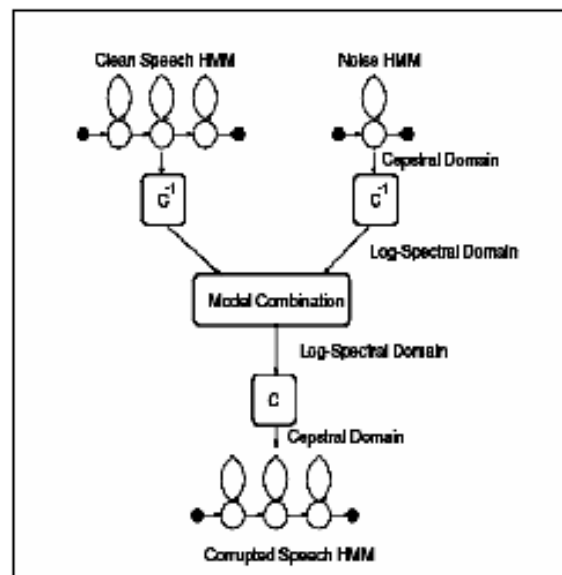 Clean Speech HMM
Noise HMM
Cepstral Domain
C⁻¹
C⁻¹
Log-Spectral Domain
Model Combination
Log-Spectral Domain
C
Cepstral Domain
Corrupted Speech HMM